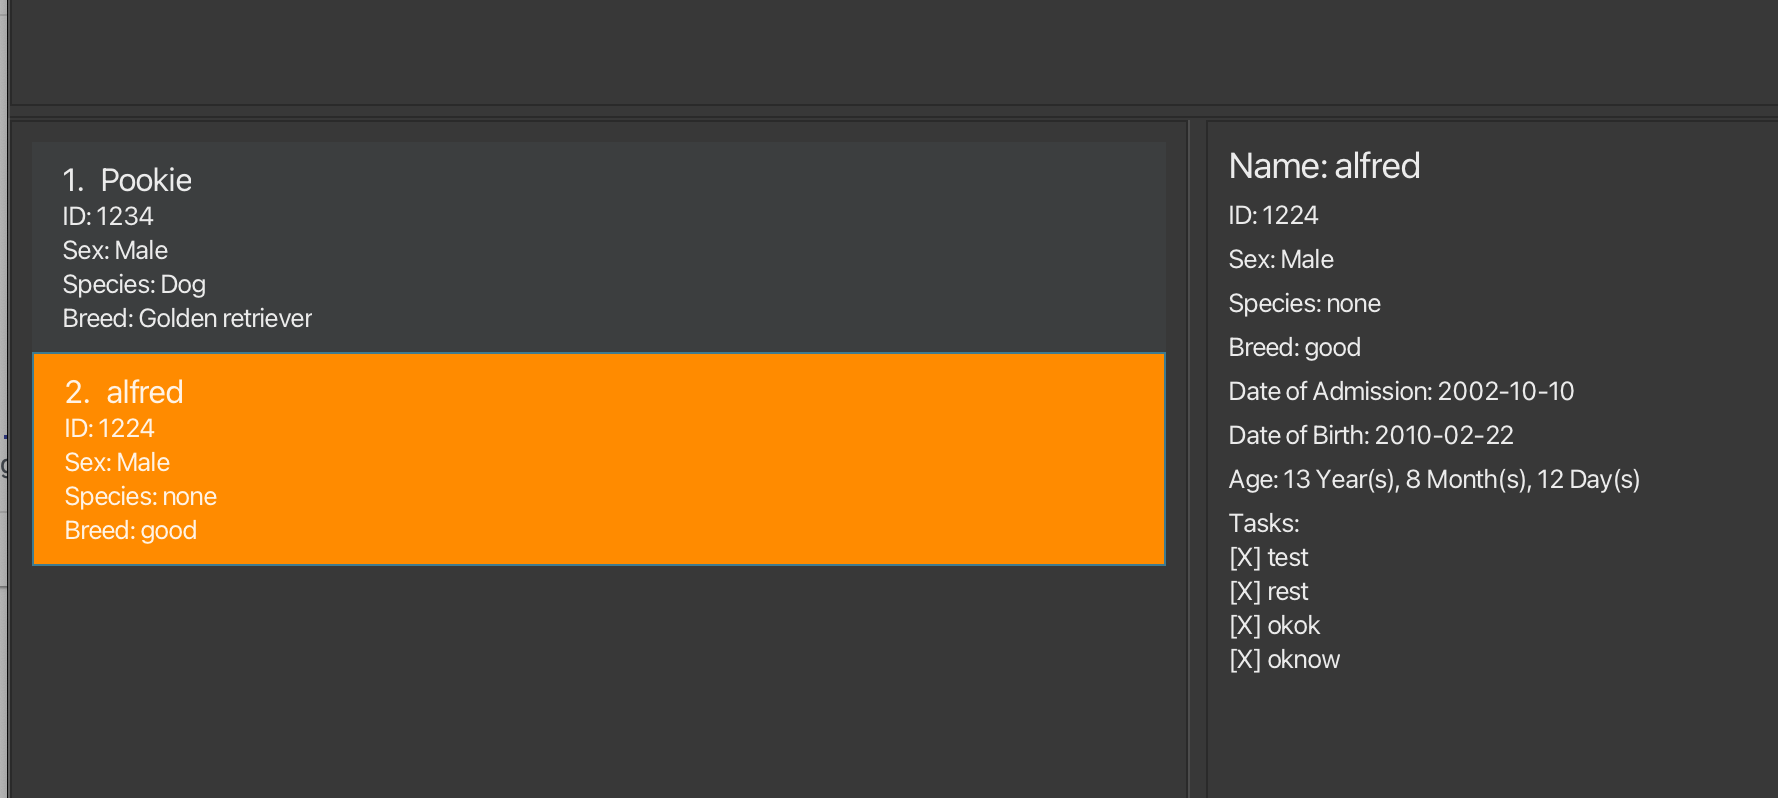 1. Pookie
ID: 1234
Sex: Male
Species: Dog
Breed: Golden retriever
2. alfred
ID: 1224
Sex: Male
Species: none
Breed: good
Name: alfred
ID: 1224
Sex: Male
Species: none
Breed: good
Date of Admission: 2002-10-10
Date of Birth: 2010-02-22
Age: 13 Year(s), 8 Month(s), 12 Day(s)
Tasks:
[X] test
[X] rest
[X] okok
[X] oknow